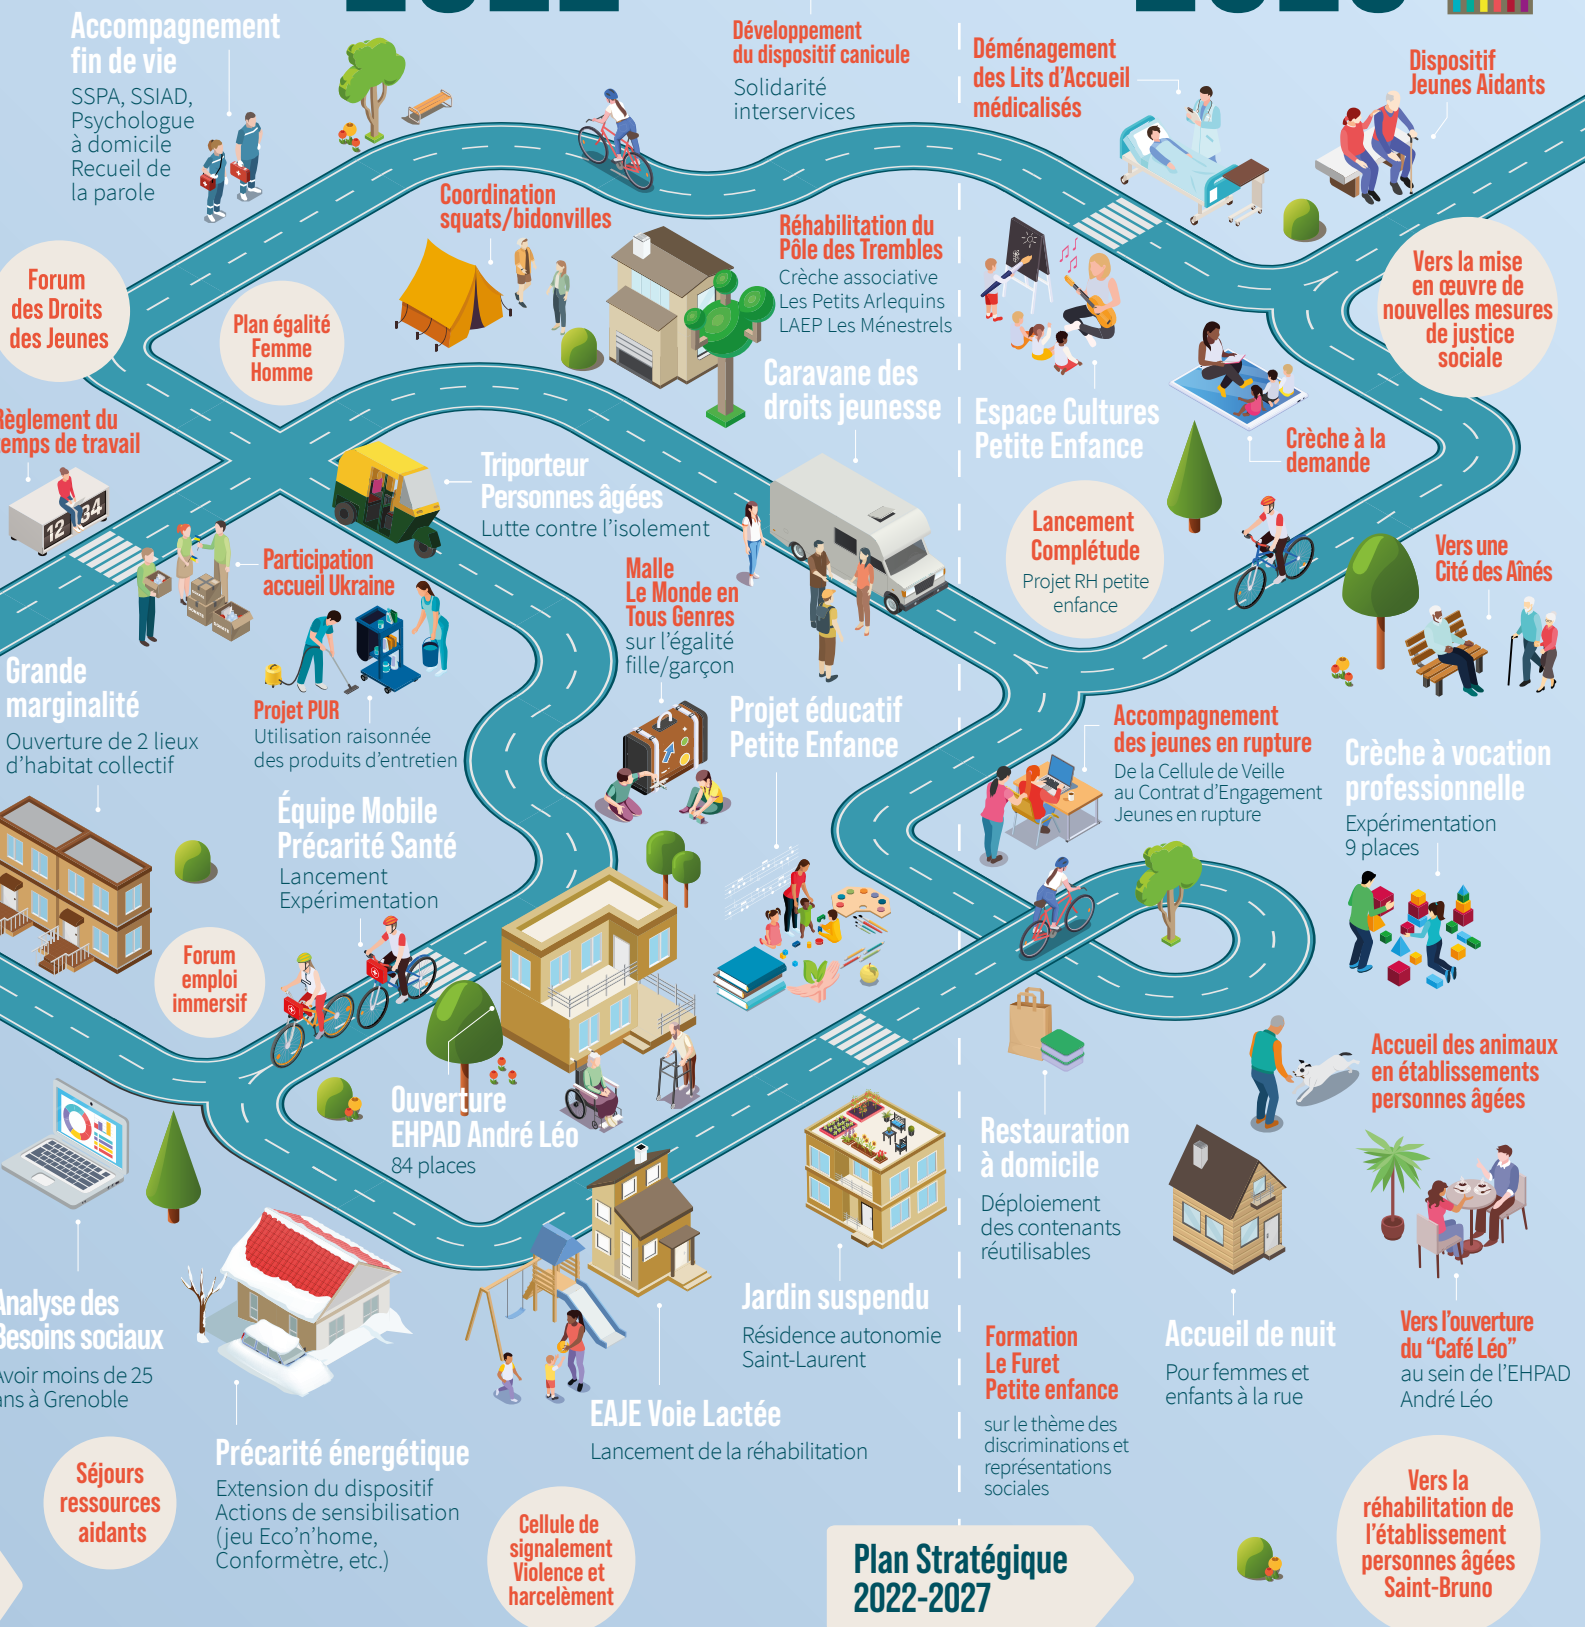 Accompagnement
fin de vie
SSPA, SSIAD,
Psychologue
à domicile
Recueil de
la parole
Développement
du dispositif canicule
Solidarité
interservices
Déménagement
des Lits d'Accueil
médicalisés
Dispositif
Jeunes Aidants
Coordination
squats/bidonvilles
Réhabilitation du
Pôle des Trembles
Crèche associative
Les Petits Arlequins
LAEP Les Ménestrels
Forum
des Droits
des Jeunes
Plan égalité
Femme
Homme
Vers la mise
en œuvre de
nouvelles mesures
de justice
sociale
Caravane des
droits jeunesse
Espace Cultures
Petite Enfance
Crèche à la
demande
Règlement du
temps de travail
12 34
Triporteur
Personnes âgées
Lutte contre l'isolement
Lancement
Complétude
Projet RH petite
enfance
Participation
accueil Ukraine
Malle
Le Monde en
Tous Genres
sur l'égalité
fille/garçon
Vers une
Cité des Aînés
Grande
marginalité
Ouverture de 2 lieux
d'habitat collectif
Projet PUR
Utilisation raisonnée
des produits d'entretien
Projet éducatif
Petite Enfance
Accompagnement
des jeunes en rupture
De la Cellule de Veille
au Contrat d'Engagement
Jeunes en rupture
Crèche à vocation
professionnelle
Expérimentation
9 places
Équipe Mobile
Précarité Santé
Lancement
Expérimentation
Forum
emploi
immersif
Ouverture
EHPAD André Léo
84 places
Accueil des animaux
en établissements
personnes âgées
Restauration
à domicile
Déploiement
des contenants
réutilisables
Analyse des
Besoins sociaux
Avoir moins de 25
ans à Grenoble
Jardin suspendu
Résidence autonomie
Saint-Laurent
Formation
Le Furet
Petite enfance
sur le thème des
discriminations et
représentations
sociales
Accueil de nuit
Pour femmes et
enfants à la rue
Vers l'ouverture
du "Café Léo"
au sein de l'EHPAD
André Léo
EAJE Voie Lactée
Lancement de la réhabilitation
Précarité énergétique
Extension du dispositif
Actions de sensibilisation
(jeu Eco'n'home,
Conformètre, etc.)
Séjours
ressources
aidants
Cellule de
signalement
Violence et
harcèlement
Plan Stratégique
2022-2027
Vers la
réhabilitation de
l'établissement
personnes âgées
Saint-Bruno